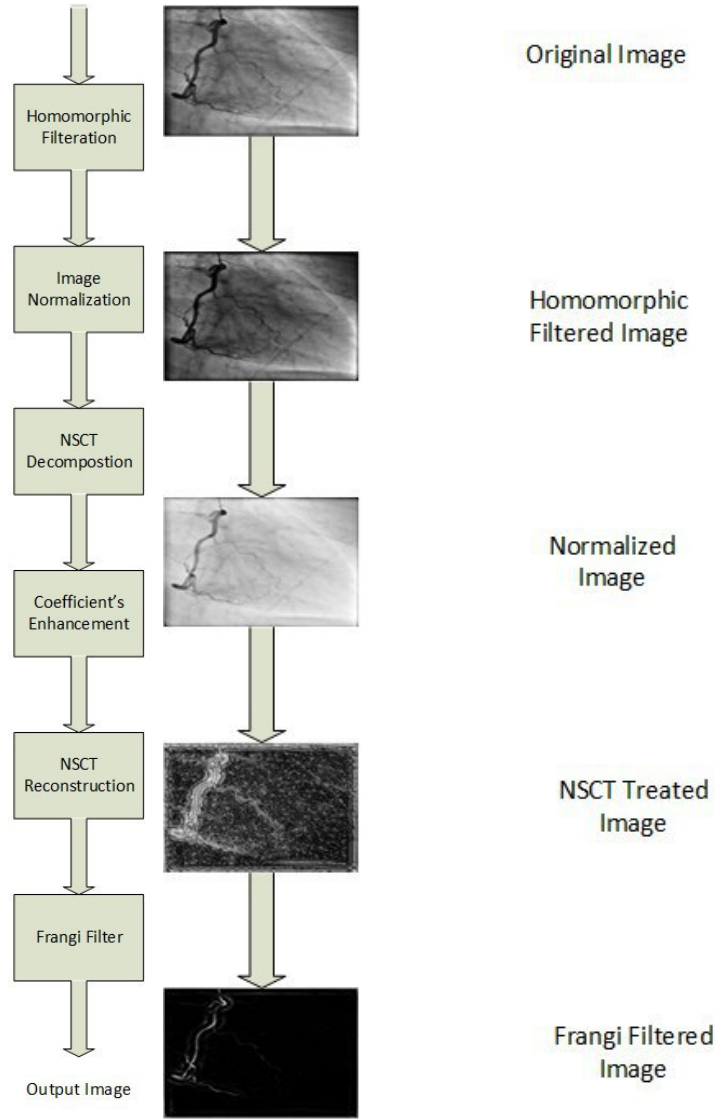 Homomorphic
Filteration
Image
Normalization
NSCT
Decompostion
Coefficient's
Enhancement
NSCT
Reconstruction
Frangi Filter
Output Image
Original Image
Homomorphic
Filtered Image
Normalized
Image
NSCT Treated
Image
Frangi Filtered
Image